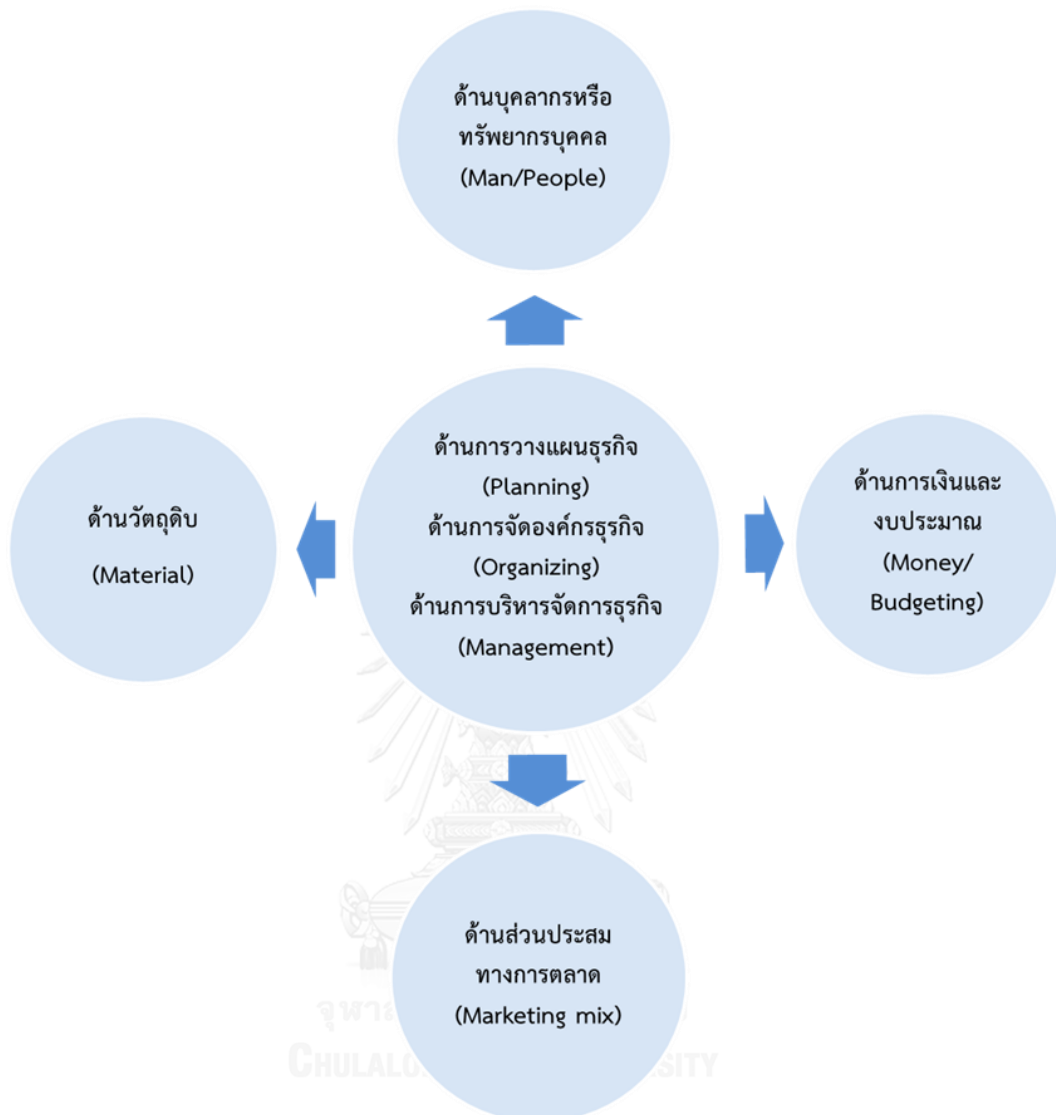 ด้านบุคลากรหรือ
ทรัพยากรบุคคล
(Man/People)
ด้านวัตถุดิบ
(Material)
ด้านการวางแผนธุรกิจ
(Planning)
ด้านการจัดองค์กรธุรกิจ
(Organizing)
ด้านการบริหารจัดการธุรกิจ
(Management)
ด้านการเงินและ
งบประมาณ
(Money/
Budgeting)
ด้านส่วนประสม
ทางการตลาด
(Marketing mix)